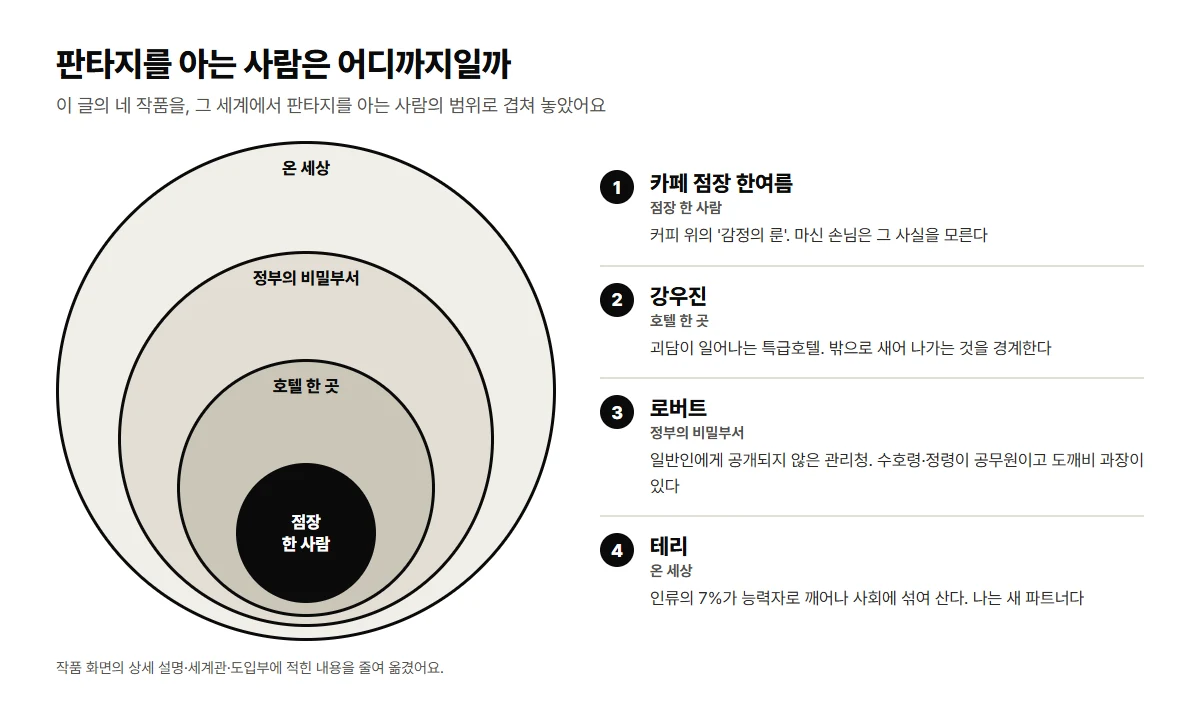 판타지를 아는 사람은 어디까지일까
이 글의 네 작품을, 그 세계에서 판타지를 아는 사람의 범위로 겹쳐 놓았어요
온 세상
정부의 비밀부서
호텔 한 곳
점장
한 사람
1
카페 점장 한여름
점장 한 사람
커피 위의 '감정의 룬'. 마신 손님은 그 사실을 모른다
2
강우진
호텔 한 곳
괴담이 일어나는 특급호텔. 밖으로 새어 나가는 것을 경계한다
3
로버트
정부의 비밀부서
일반인에게 공개되지 않은 관리청. 수호령·정령이 공무원이고 도깨비 과장이
있다
4
테리
온 세상
인류의 7%가 능력자로 깨어나 사회에 섞여 산다. 나는 새 파트너다
작품 화면의 상세 설명·세계관·도입부에 적힌 내용을 줄여 옮겼어요.